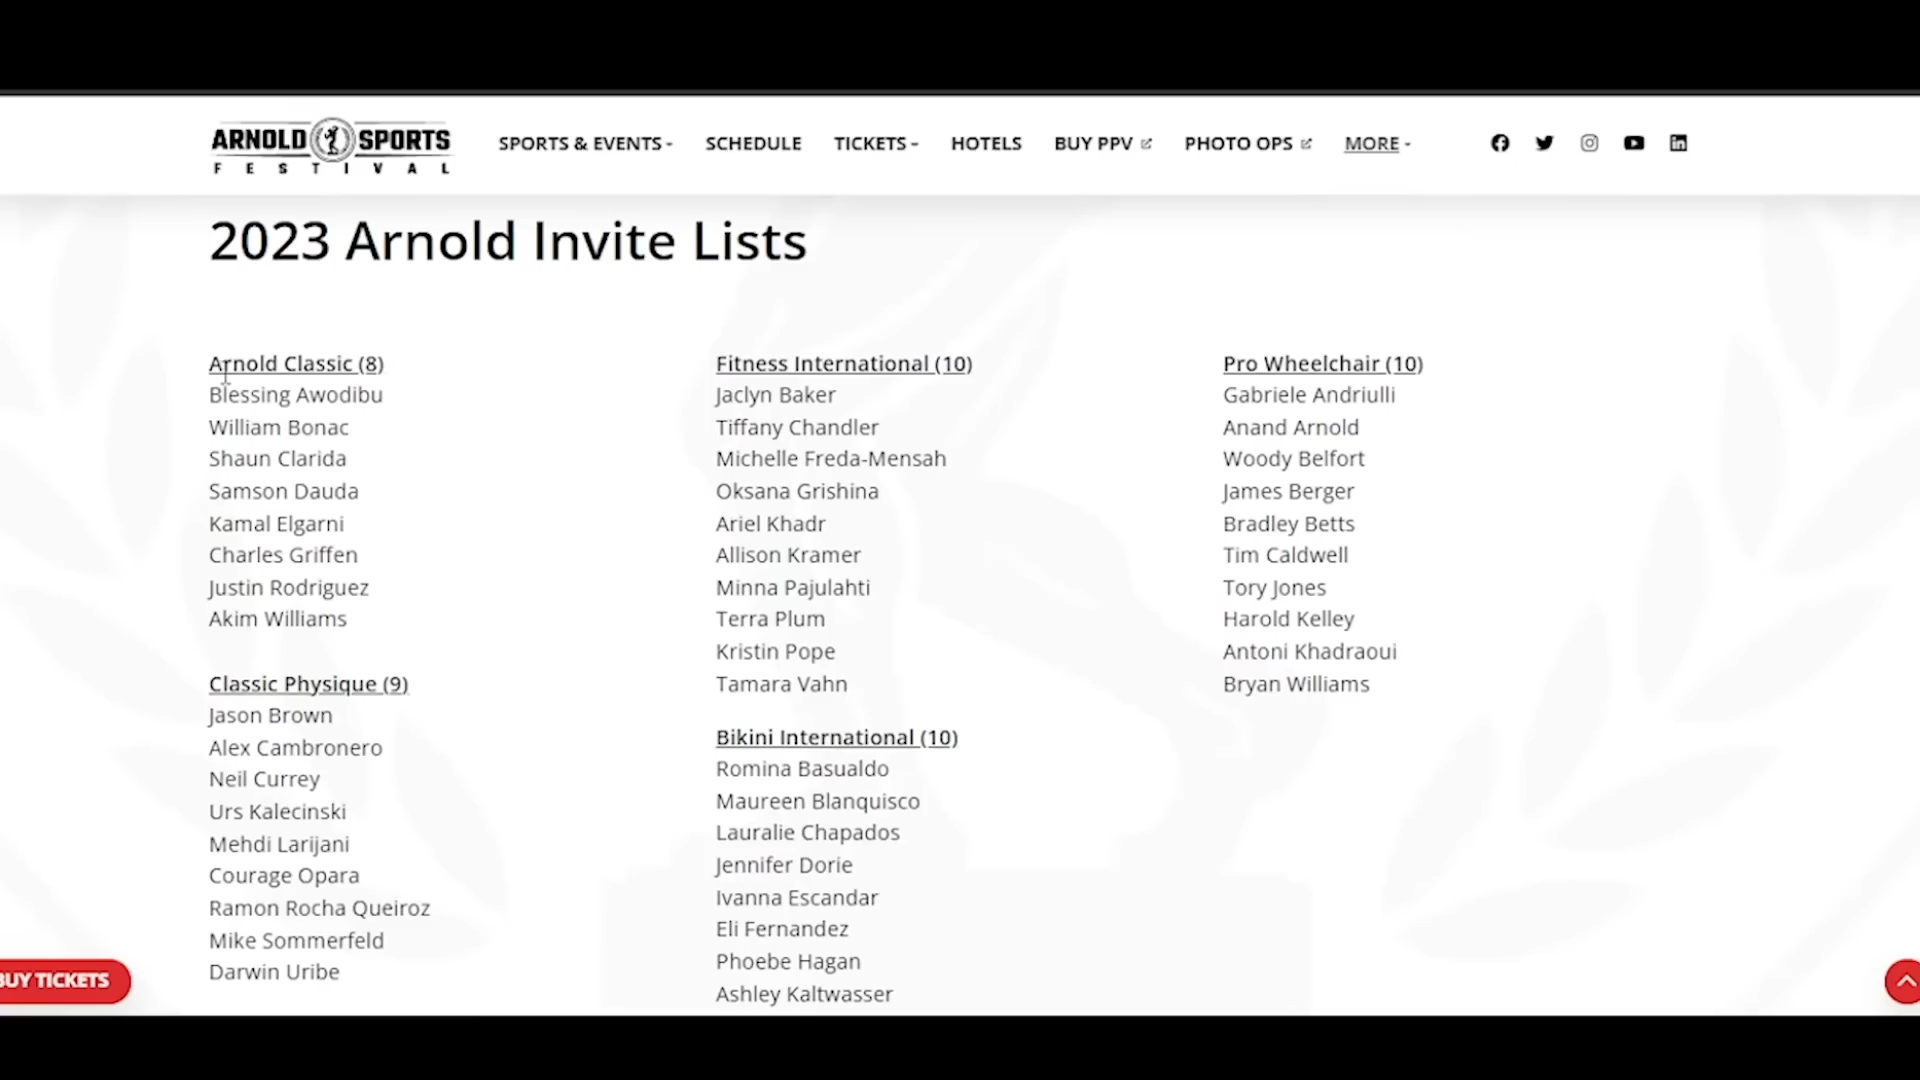 ARNOLD SPORTS
FESTIVAL
SPORTS & EVENTS
SCHEDULE
TICKETS
HOTELS
BUY PPV
PHOTO OPS
MORE
2023 Arnold Invite Lists
Arnold Classic (8)
Blessing Awodibu
William Bonac
Shaun Clarida
Samson Dauda
Kamal Elgarni
Charles Griffen
Justin Rodriguez
Akim Williams
Classic Physique (9)
Jason Brown
Alex Cambronero
Neil Currey
Urs Kalecinski
Mehdi Larijani
Courage Opara
Ramon Rocha Queiroz
Mike Sommerfeld
Darwin Uribe
Fitness International (10)
Jaclyn Baker
Tiffany Chandler
Michelle Freda-Mensah
Oksana Grishina
Ariel Khadr
Allison Kramer
Minna Pajulahti
Terra Plum
Kristin Pope
Tamara Vahn
Bikini International (10)
Romina Basualdo
Maureen Blanquisco
Lauralie Chapados
Jennifer Dorie
Ivanna Escandar
Eli Fernandez
Phoebe Hagan
Ashley Kaltwasser
Pro Wheelchair (10)
Gabriele Andriulli
Anand Arnold
Woody Belfort
James Berger
Bradley Betts
Tim Caldwell
Tory Jones
Harold Kelley
Antoni Khadraoui
Bryan Williams
BUY TICKETS